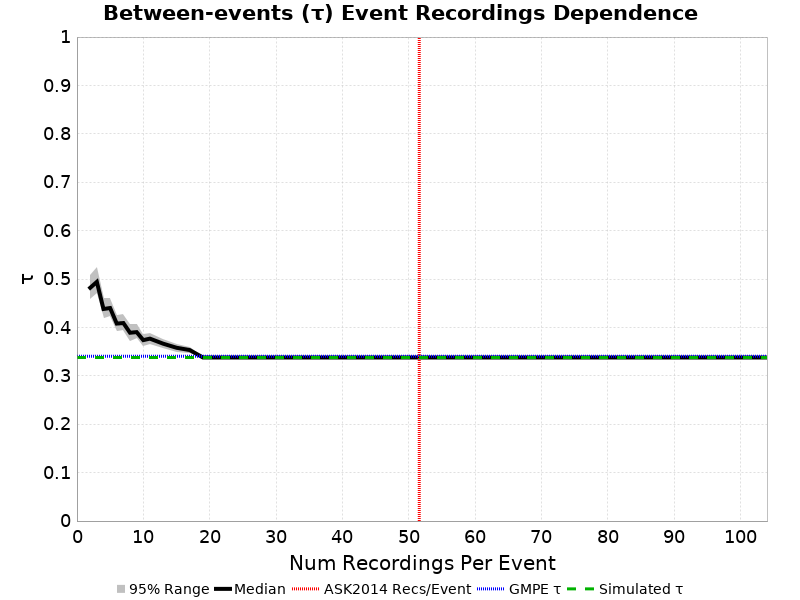 Between-events (τ) Event Recordings Dependence
1
0.9
0.8
0.7
0.6
0.5
0.4
0.3
0.2
0.1
0
τ
0 10 20 30 40 50 60 70 80 90 100
Num Recordings Per Event
95% Range Median ASK2014 Recs/Event GMPE τ Simulated τ